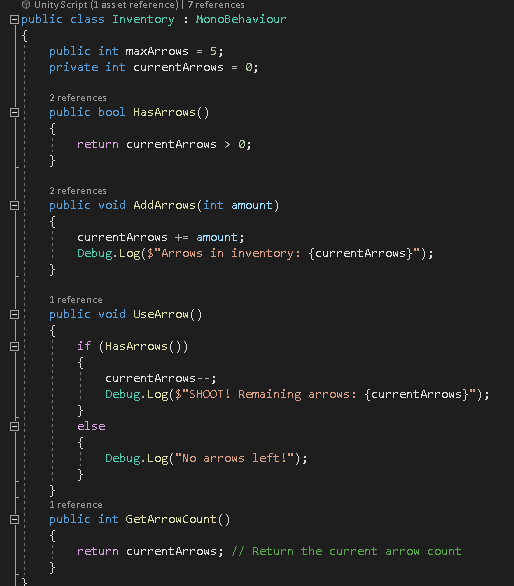 Unity Script (1 asset reference) | 7 references
public class Inventory : MonoBehaviour
{
public int maxArrows = 5;
private int currentArrows = 0;
2 references
public bool HasArrows()
{
return currentArrows > 0;
}
2 references
public void AddArrows(int amount)
{
currentArrows += amount;
Debug.Log($"Arrows in inventory: {currentArrows}");
}
1 reference
public void UseArrow()
{
if (HasArrows())
{
currentArrows--;
Debug.Log($"SHOOT! Remaining arrows: {currentArrows}");
}
else
{
Debug.Log("No arrows left!");
}
}
1 reference
public int GetArrowCount()
{
return currentArrows; // Return the current arrow count
}
}